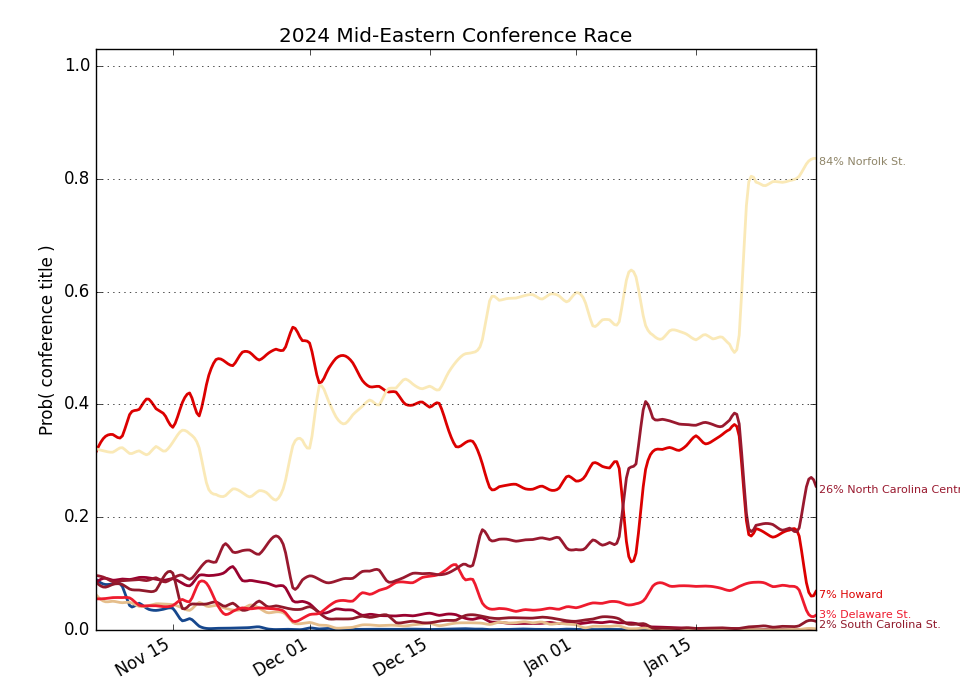 2024 Mid-Eastern Conference Race
Prob( conference title )
1.0
0.8
0.6
0.4
0.2
0.0
Nov 15
Dec 01
Dec 15
Jan 01
Jan 15
84% Norfolk St.
26% North Carolina Centr
7% Howard
3% Delaware St.
2% South Carolina St.